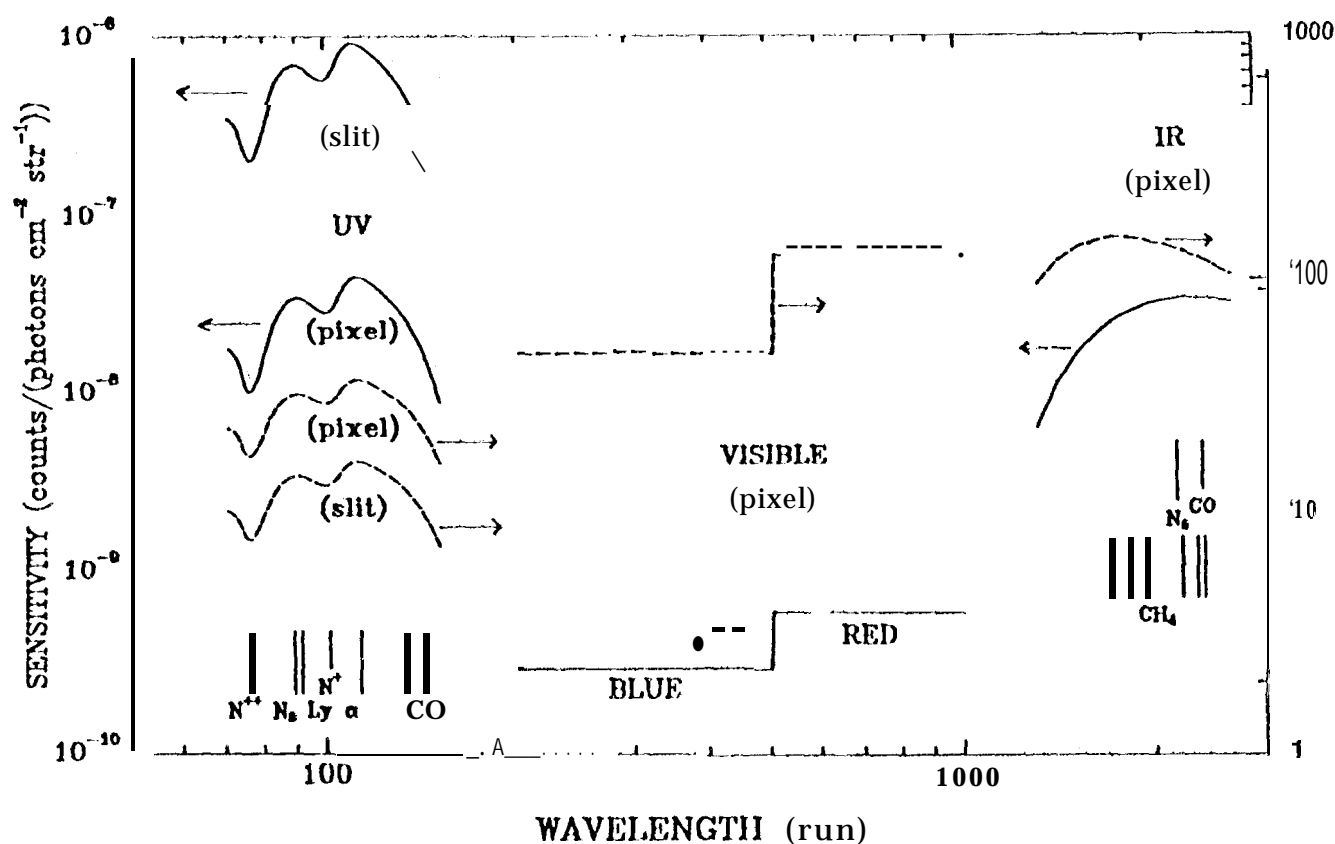 10⁻⁶
1000
SENSITIVITY (counts/(photons cm⁻² str⁻¹))
(slit)
IR
(pixel)
10⁻⁷
UV
'100
(pixel)
10⁻⁸
(pixel)
VISIBLE
(pixel)
(slit)
'10
N₂ CO
10⁻⁹
CH₄
RED
BLUE
N⁺
N⁺⁺ N₂ Ly α CO
10⁻¹⁰
A
1
100
1000
WAVELENGTH (run)